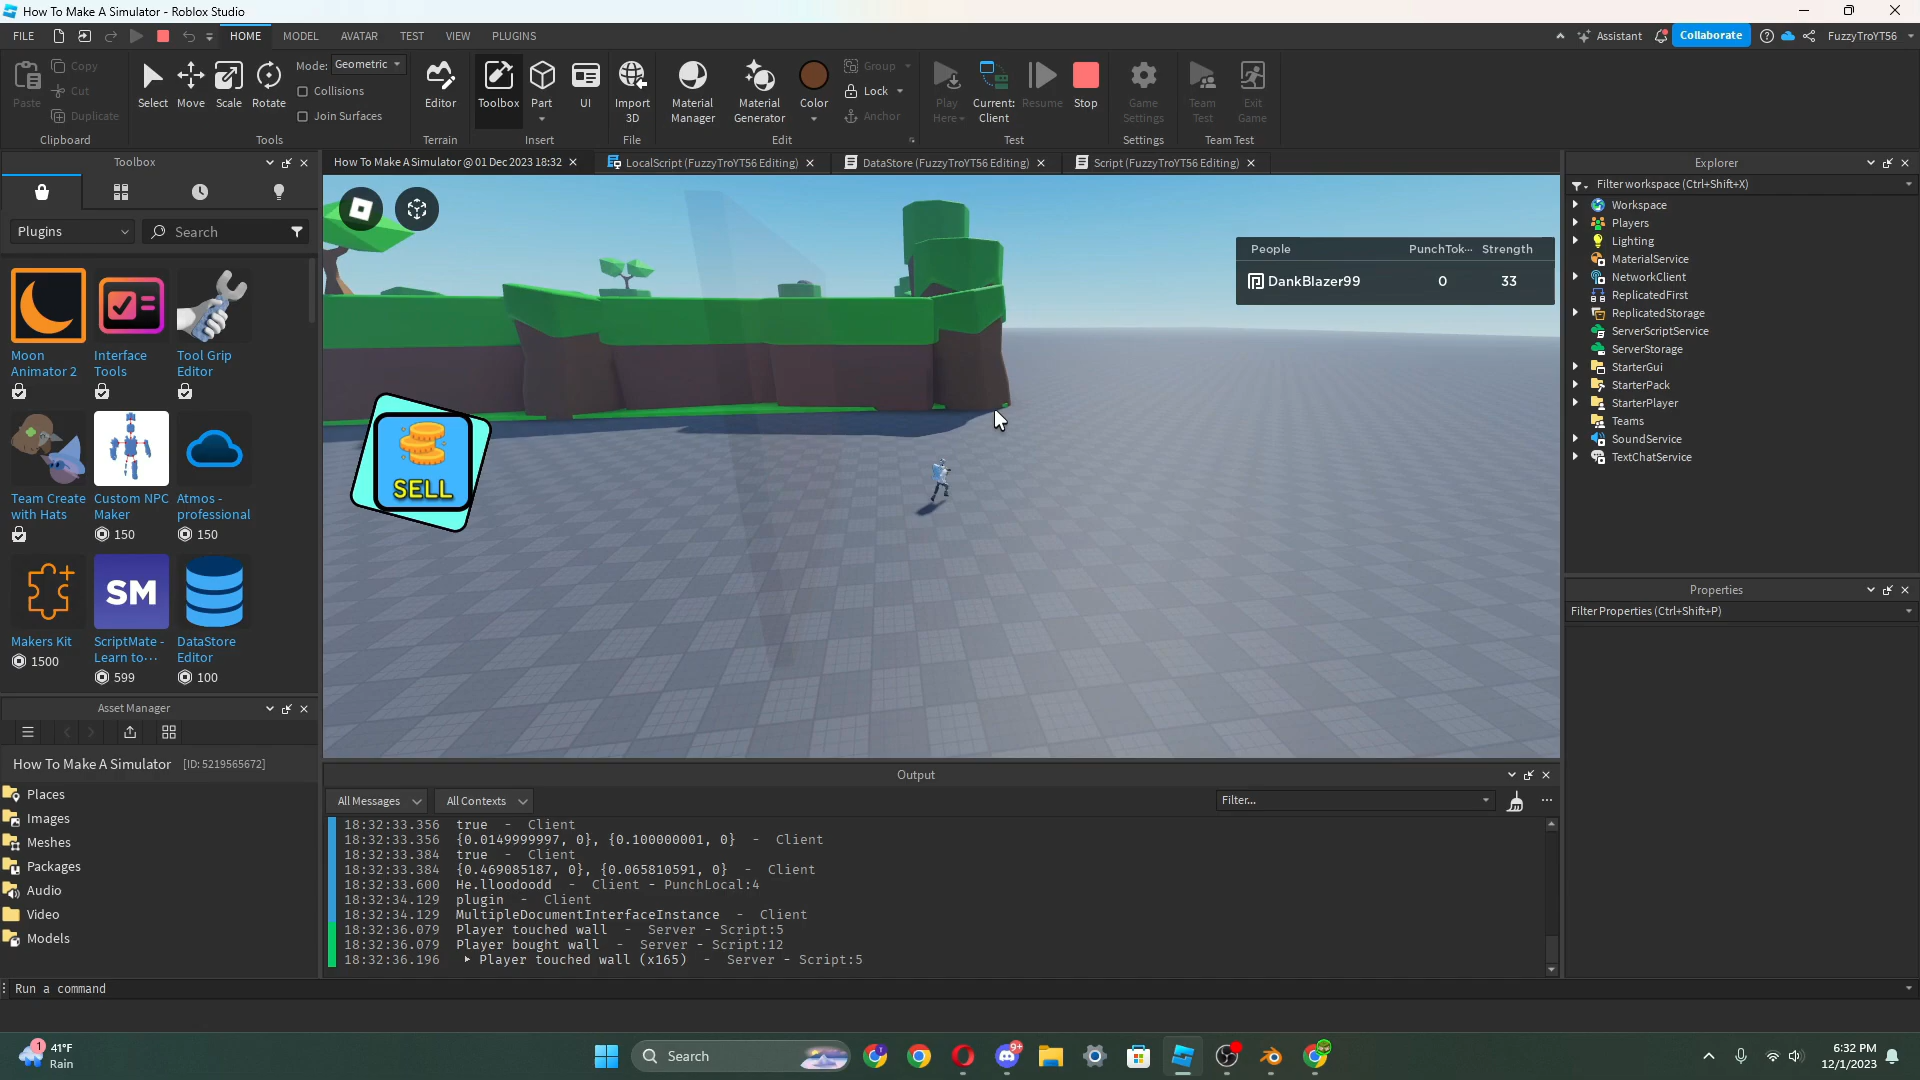 How To Make A Simulator - Roblox Studio
FILE HOME MODEL AVATAR TEST VIEW PLUGINS
Assistant Collaborate FuzzyTroYT56
Copy Mode: Geometric Group
Cut Collisions Lock
Paste Duplicate Select Move Scale Rotate Join Surfaces Editor Toolbox Part UI Import 3D Material Manager Material Generator Color Anchor Play Here Current: Client Resume Stop Game Settings Team Test Exit Game
Clipboard Tools Terrain Insert File Edit Test Settings Team Test
Toolbox
Plugins Search
Moon Animator 2
Interface Tools
Tool Grip Editor
Team Create with Hats
Custom NPC Maker
150
Atmos - professional
150
Makers Kit
1500
SM
ScriptMate - Learn to···
599
DataStore Editor
100
Asset Manager
How To Make A Simulator [ID:5219565672]
Places
Images
Meshes
Packages
Audio
Video
Models
How To Make A Simulator @ 01 Dec 2023 18:32
LocalScript (FuzzyTroYT56 Editing)
DataStore (FuzzyTroYT56 Editing)
Script (FuzzyTroYT56 Editing)
People PunchTok··· Strength
DankBlazer99 0 33
SELL
Output
All Messages All Contexts Filter...
18:32:33.356 true - Client
18:32:33.356 {0.0149999997, 0}, {0.100000001, 0} - Client
18:32:33.384 true - Client
18:32:33.384 {0.469085187, 0}, {0.065810591, 0} - Client
18:32:33.600 He.lloodoodd - Client - PunchLocal:4
18:32:34.129 plugin - Client
18:32:34.129 MultipleDocumentInterfaceInstance - Client
18:32:36.079 Player touched wall - Server - Script:5
18:32:36.079 Player bought wall - Server - Script:12
18:32:36.196 Player touched wall (x165) - Server - Script:5
Explorer
Filter workspace (Ctrl+Shift+X)
Workspace
Players
Lighting
MaterialService
NetworkClient
ReplicatedFirst
ReplicatedStorage
ServerScriptService
ServerStorage
StarterGui
StarterPack
StarterPlayer
Teams
SoundService
TextChatService
Properties
Filter Properties (Ctrl+Shift+P)
Run a command
1
41°F
Rain
Search
9+
6:32 PM
12/1/2023